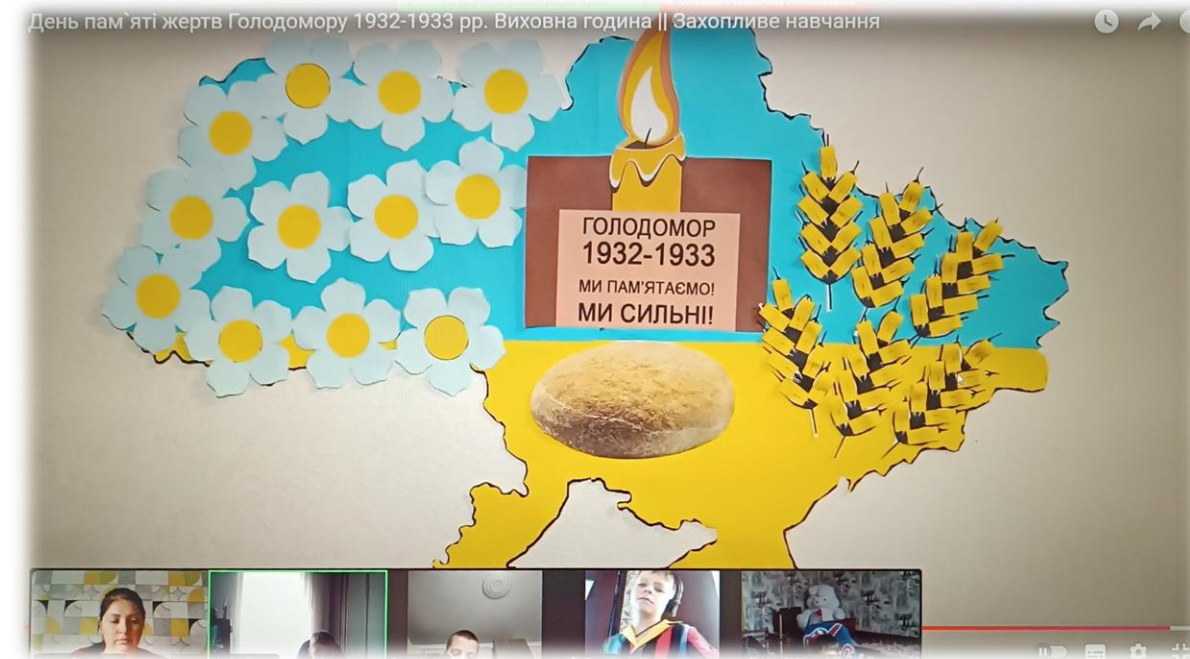 День пам`яті жертв Голодомору 1932-1933 рр. Виховна година || Захопливе навчання
ГОЛОДОМОР
1932-1933
МИ ПАМ'ЯТАЄМО!
МИ СИЛЬНІ!